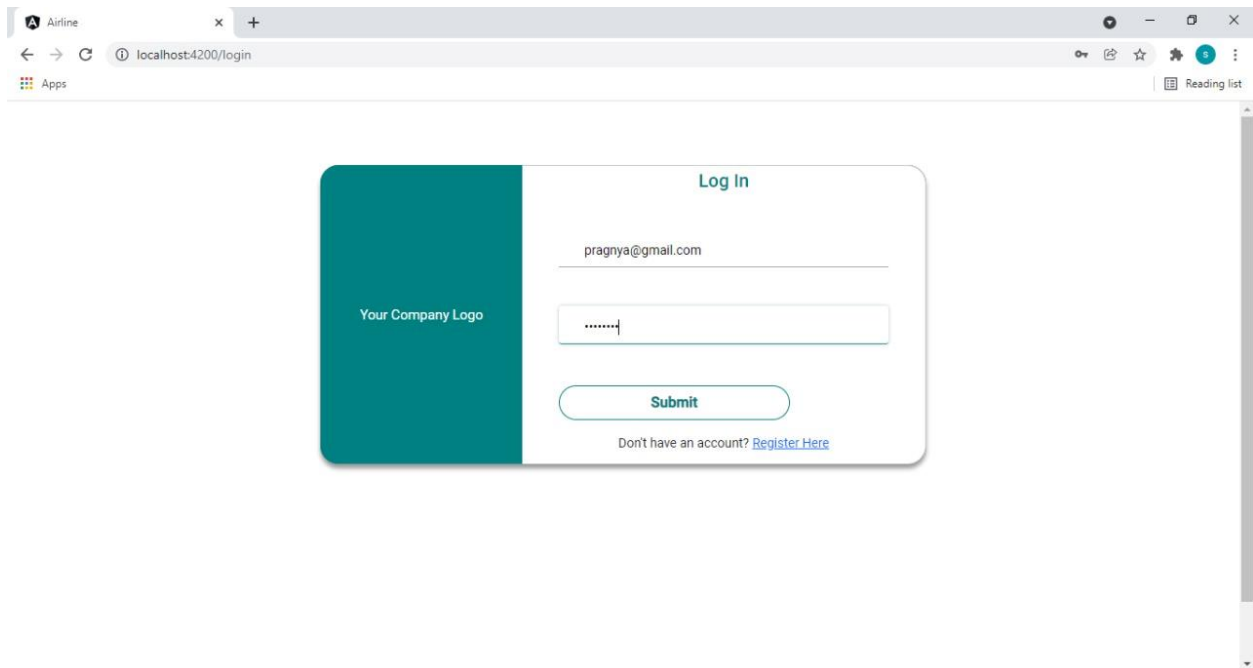 Airline
localhost:4200/login
Apps
Reading list
Log In
pragnya@gmail.com
Your Company Logo
••••••••
Submit
Don't have an account? Register Here